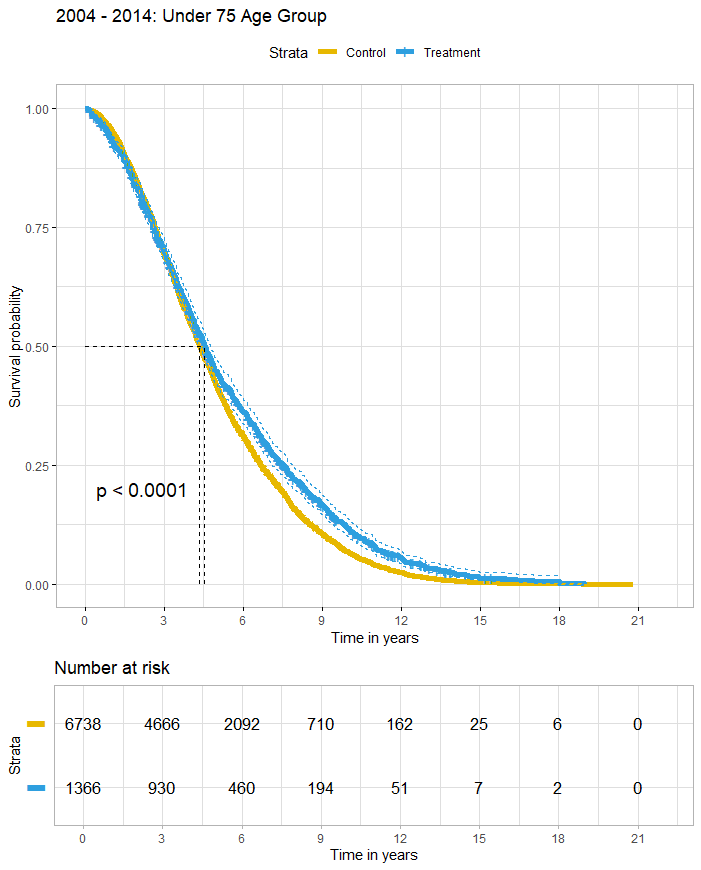 2004 - 2014: Under 75 Age Group
Strata Control Treatment
Survival probability
1.00
0.75
0.50
0.25
0.00
p < 0.0001
0 3 6 9 12 15 18 21
Time in years
Number at risk
Strata
6738 4666 2092 710 162 25 6 0
1366 930 460 194 51 7 2 0
0 3 6 9 12 15 18 21
Time in years